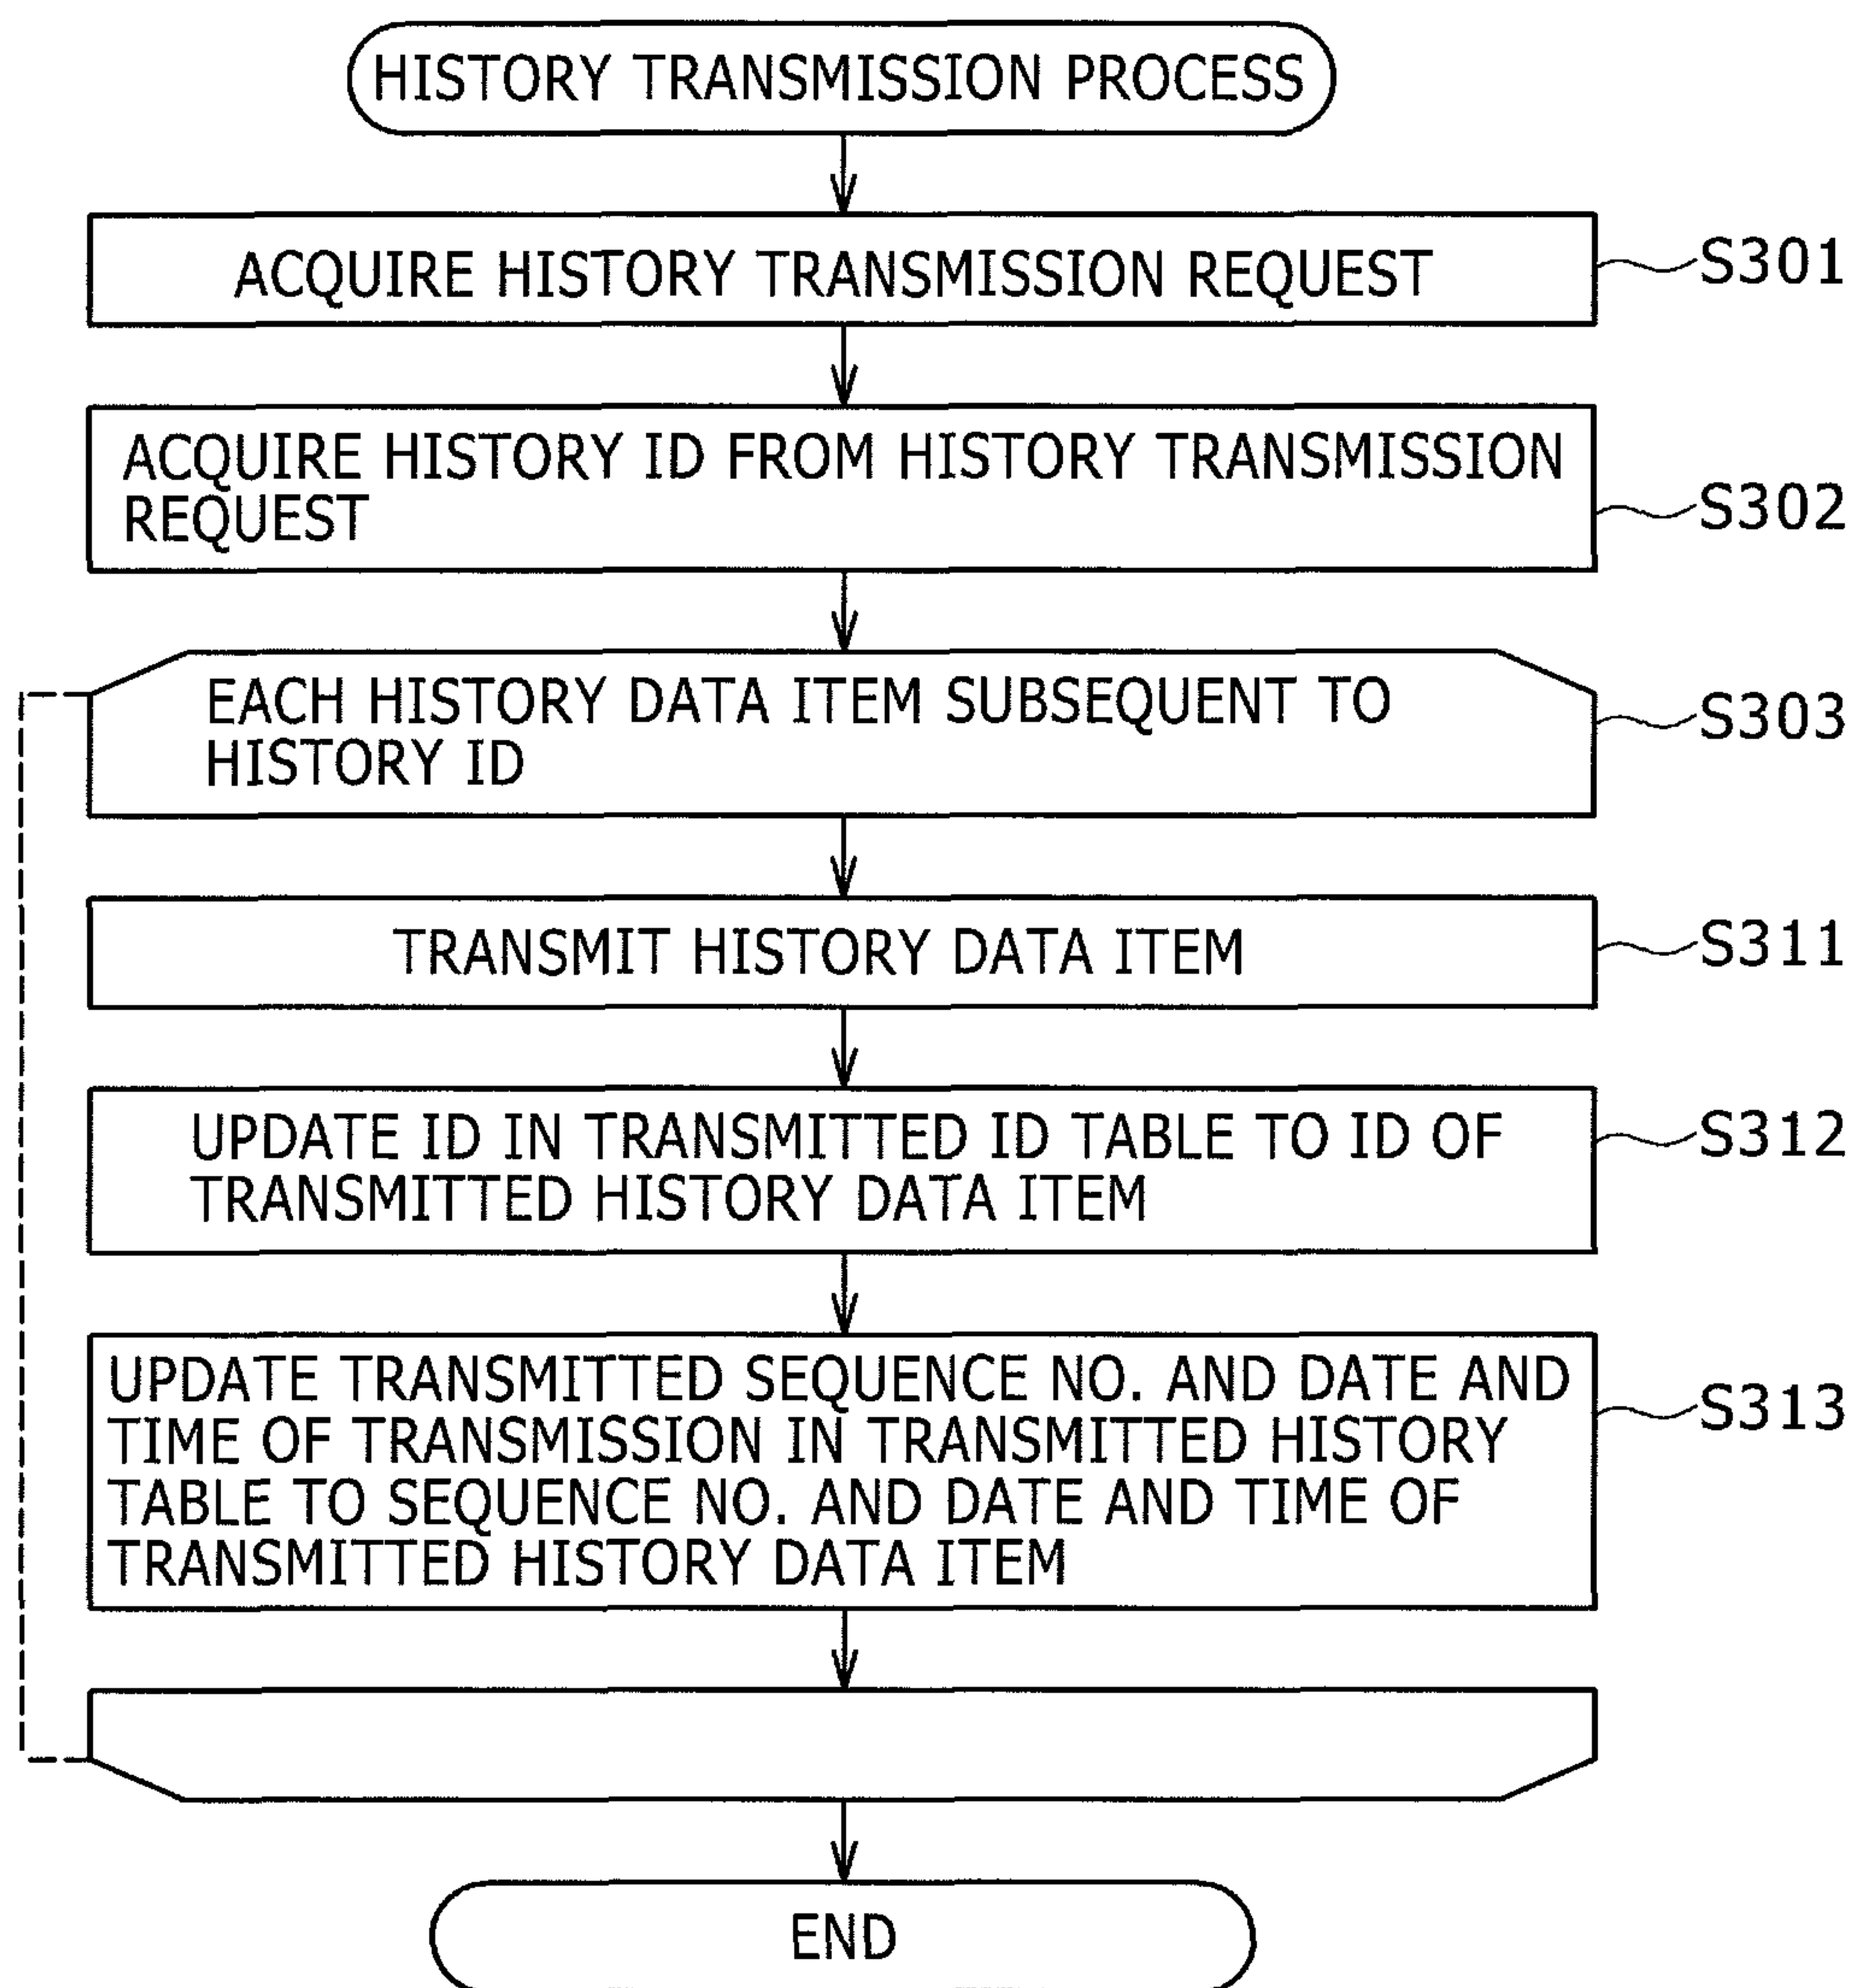 HISTORY TRANSMISSION PROCESS
ACQUIRE HISTORY TRANSMISSION REQUEST
S301
ACQUIRE HISTORY ID FROM HISTORY TRANSMISSION
REQUEST
S302
EACH HISTORY DATA ITEM SUBSEQUENT TO
HISTORY ID
S303
TRANSMIT HISTORY DATA ITEM
S311
UPDATE ID IN TRANSMITTED ID TABLE TO ID OF
TRANSMITTED HISTORY DATA ITEM
S312
UPDATE TRANSMITTED SEQUENCE NO. AND DATE AND
TIME OF TRANSMISSION IN TRANSMITTED HISTORY
TABLE TO SEQUENCE NO. AND DATE AND TIME OF
TRANSMITTED HISTORY DATA ITEM
S313
END